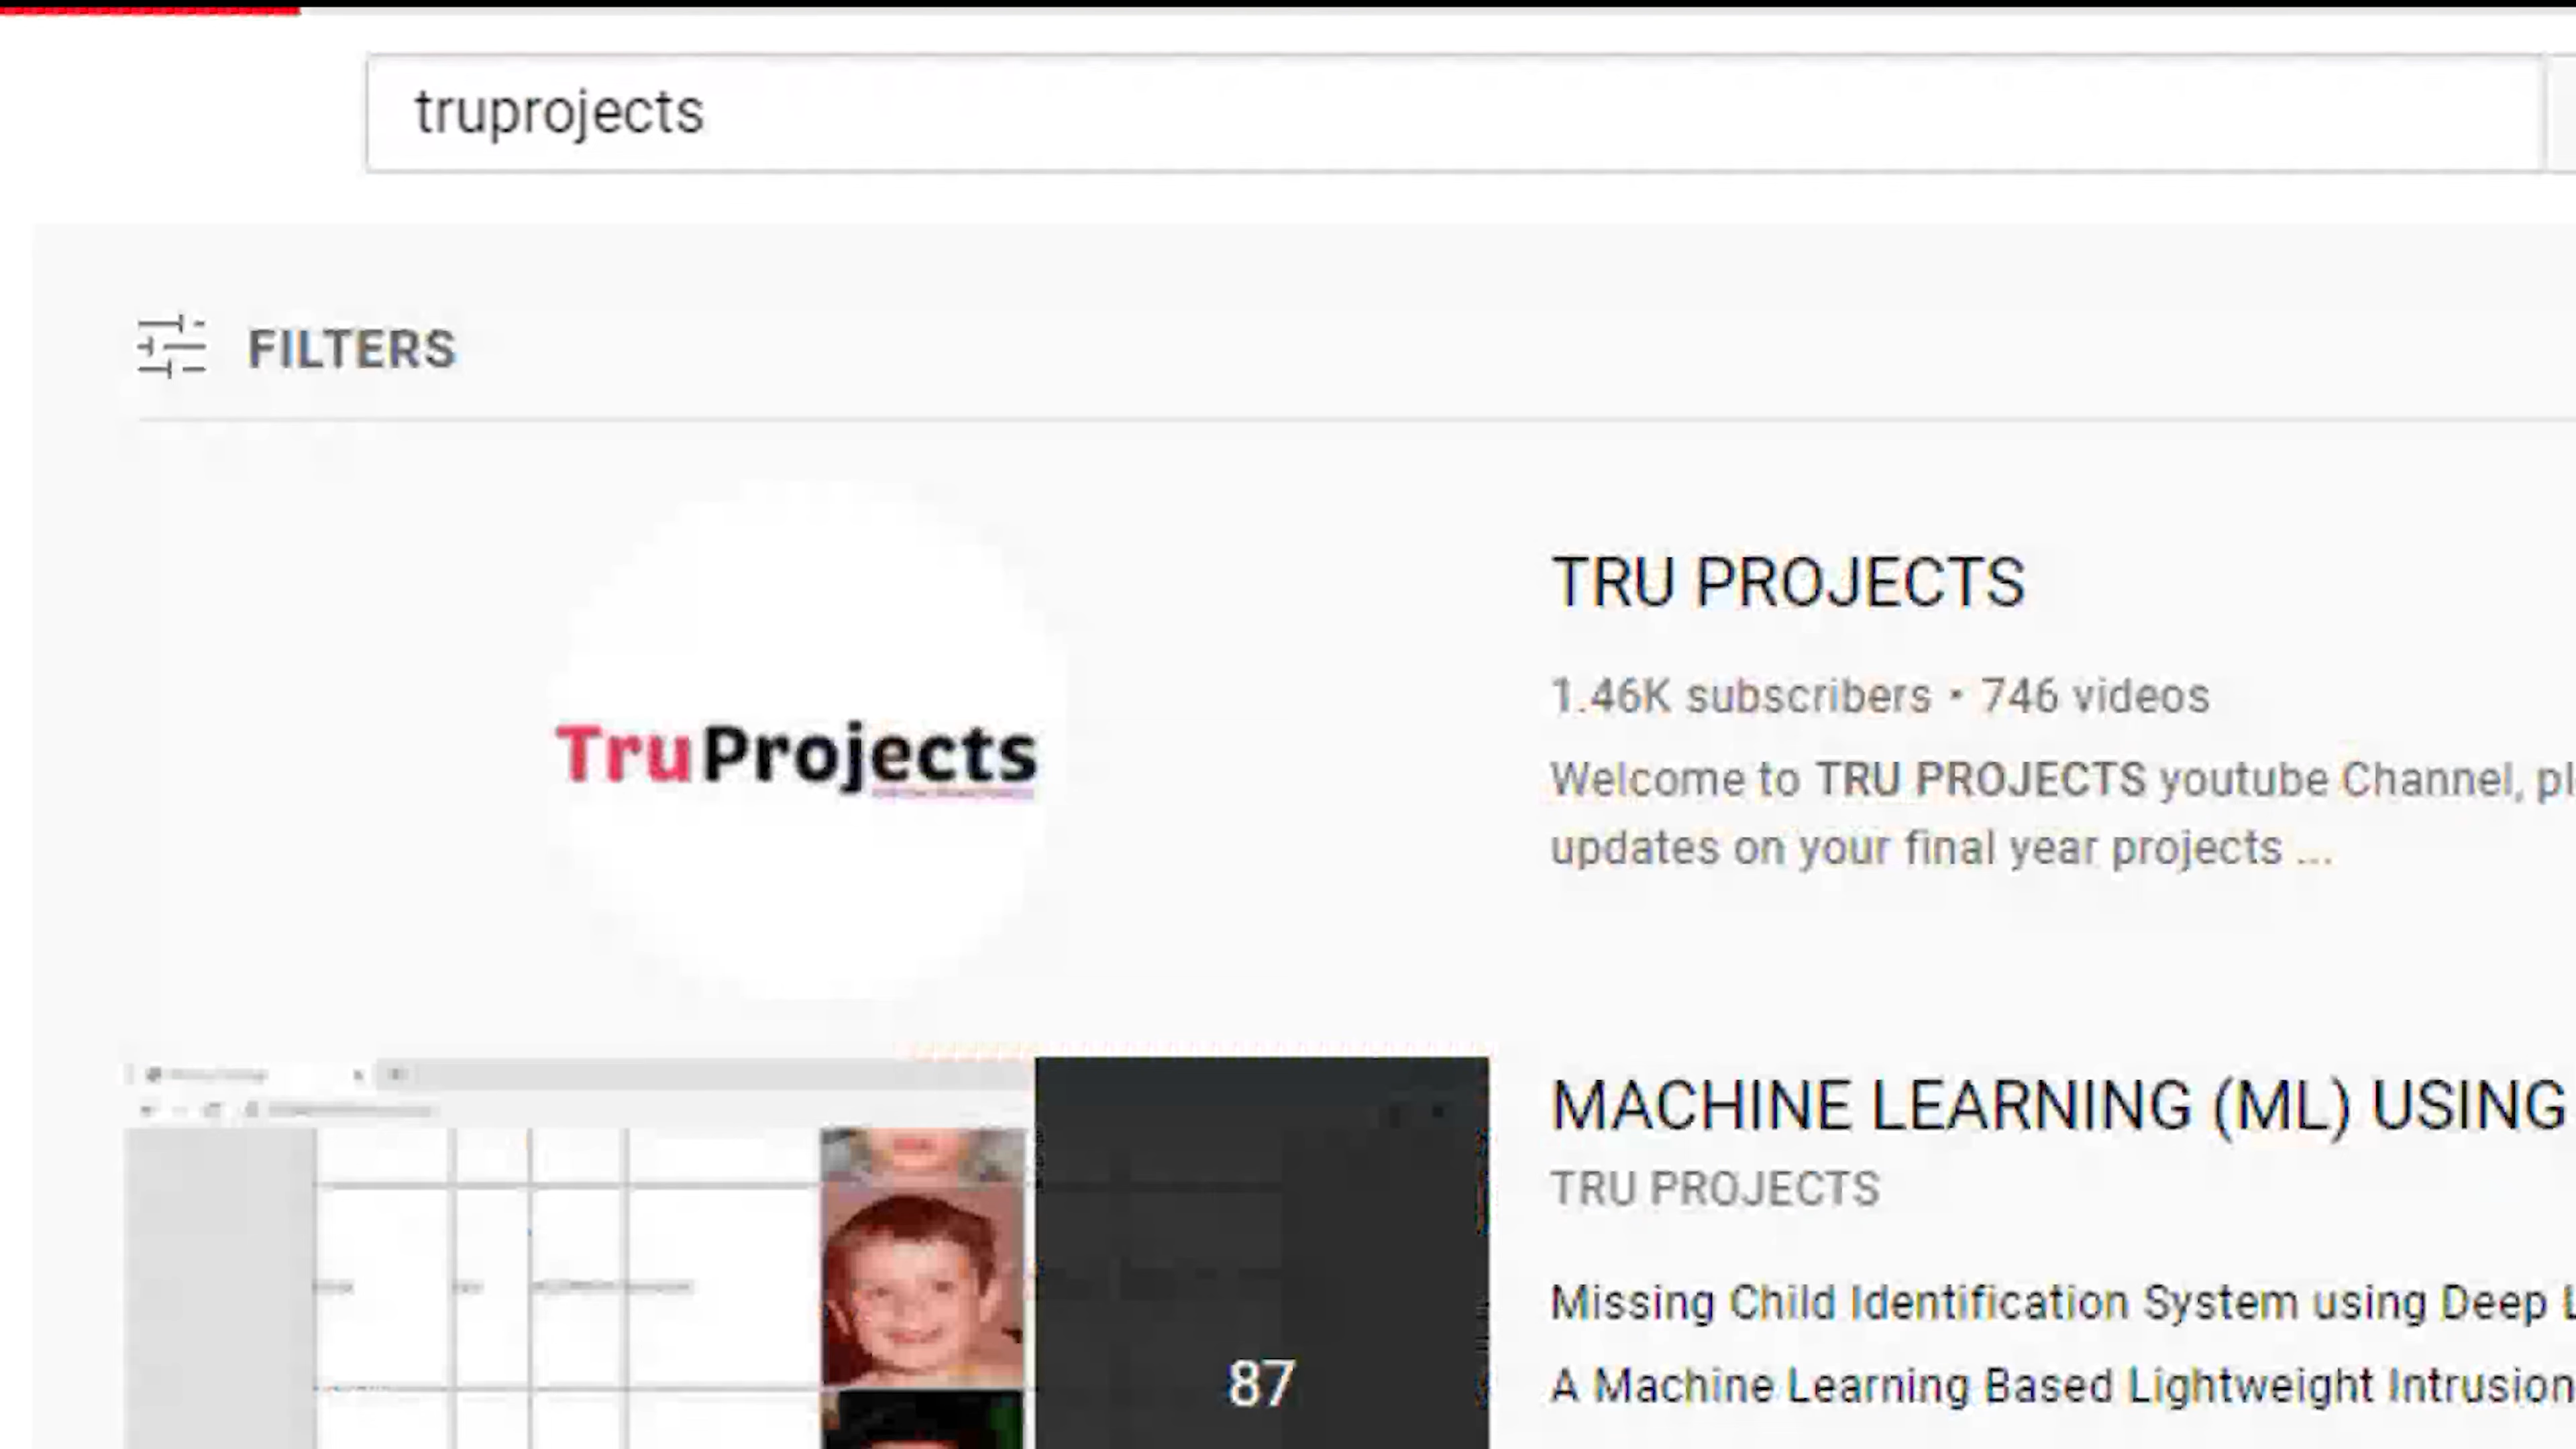 truprojects
FILTERS
TruProjects
TRU PROJECTS
1.46K subscribers • 746 videos
Welcome to TRU PROJECTS youtube Channel, pl
updates on your final year projects ...
MACHINE LEARNING (ML) USING
TRU PROJECTS
Missing Child Identification System using Deep L
A Machine Learning Based Lightweight Intrusion
87